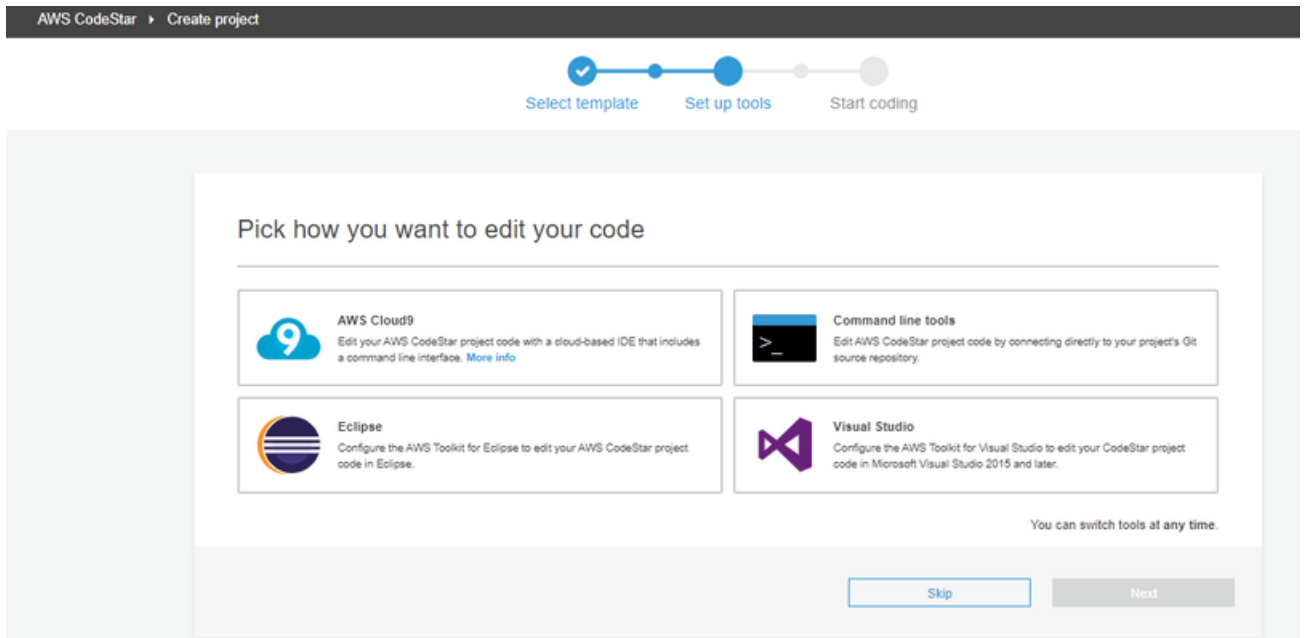 AWS CodeStar ▸ Create project
Select template
Set up tools
Start coding
Pick how you want to edit your code
9
AWS Cloud9
Edit your AWS CodeStar project code with a cloud-based IDE that includes
a command line interface. More info
>_
Command line tools
Edit AWS CodeStar project code by connecting directly to your project's Git
source repository.
Eclipse
Configure the AWS Toolkit for Eclipse to edit your AWS CodeStar project
code in Eclipse.
Visual Studio
Configure the AWS Toolkit for Visual Studio to edit your CodeStar project
code in Microsoft Visual Studio 2015 and later.
You can switch tools at any time.
Skip
Next